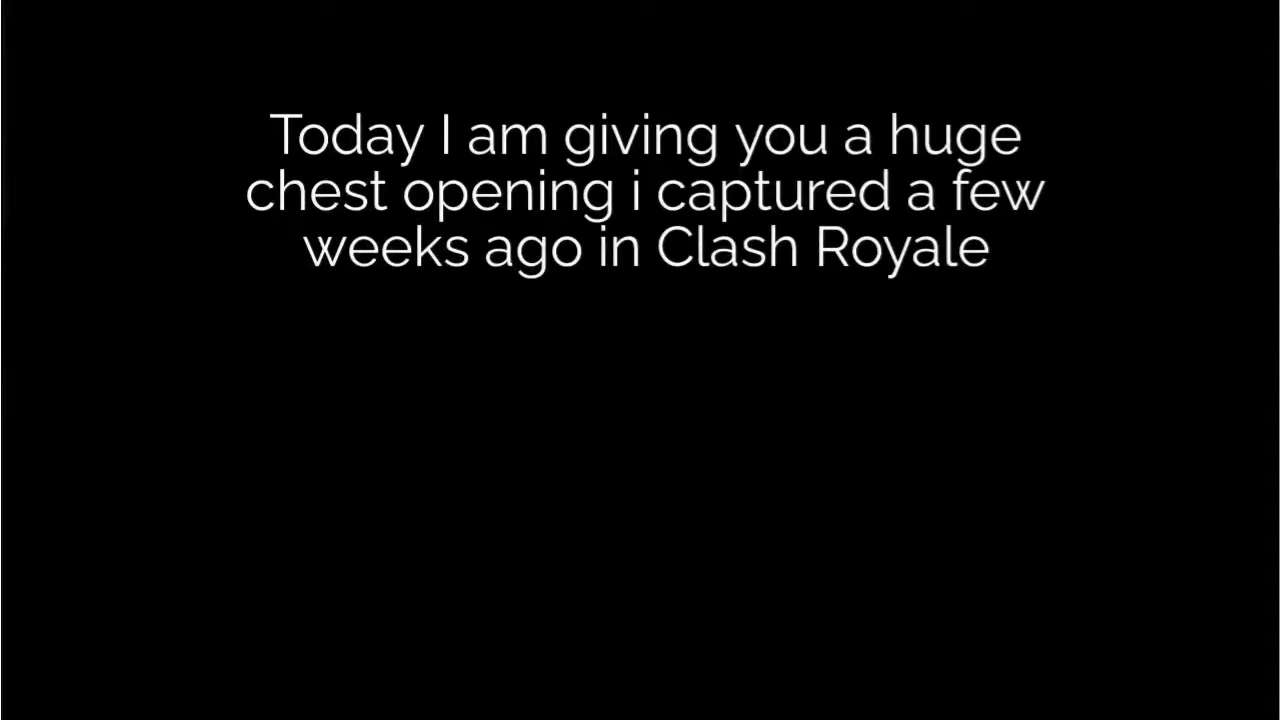 Today I am giving you a huge
chest opening i captured a few
weeks ago in Clash Royale